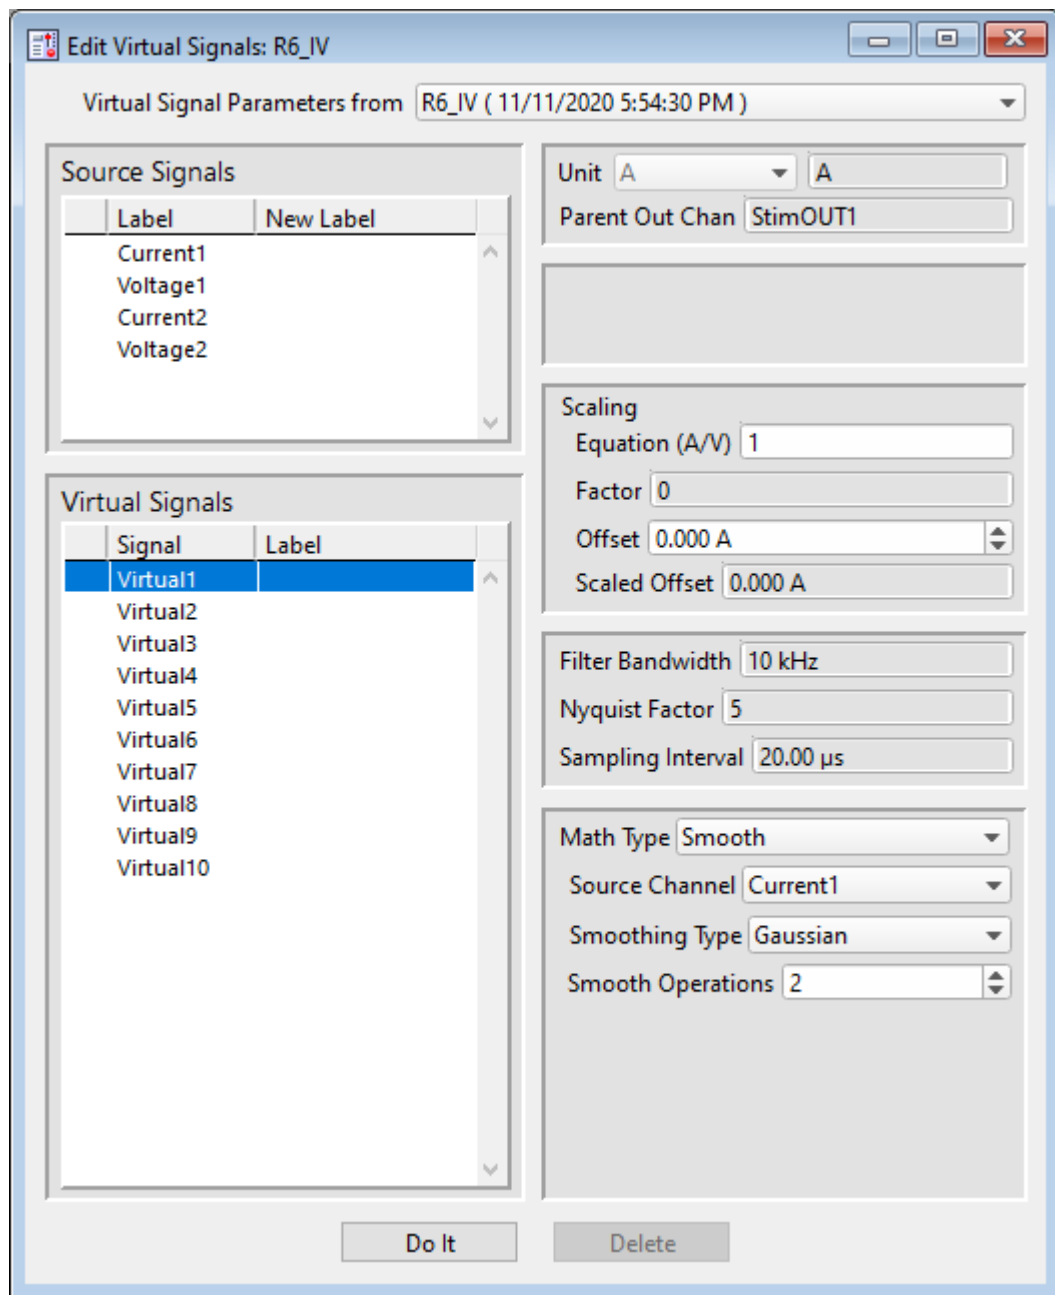 Edit Virtual Signals: R6_IV
Virtual Signal Parameters from R6_IV ( 11/11/2020 5:54:30 PM )
Source Signals
Label New Label
Current1
Voltage1
Current2
Voltage2
Virtual Signals
Signal Label
Virtual1
Virtual2
Virtual3
Virtual4
Virtual5
Virtual6
Virtual7
Virtual8
Virtual9
Virtual10
Unit A A
Parent Out Chan StimOUT1
Scaling
Equation (A/V) 1
Factor 0
Offset 0.000 A
Scaled Offset 0.000 A
Filter Bandwidth 10 kHz
Nyquist Factor 5
Sampling Interval 20.00 µs
Math Type Smooth
Source Channel Current1
Smoothing Type Gaussian
Smooth Operations 2
Do It Delete